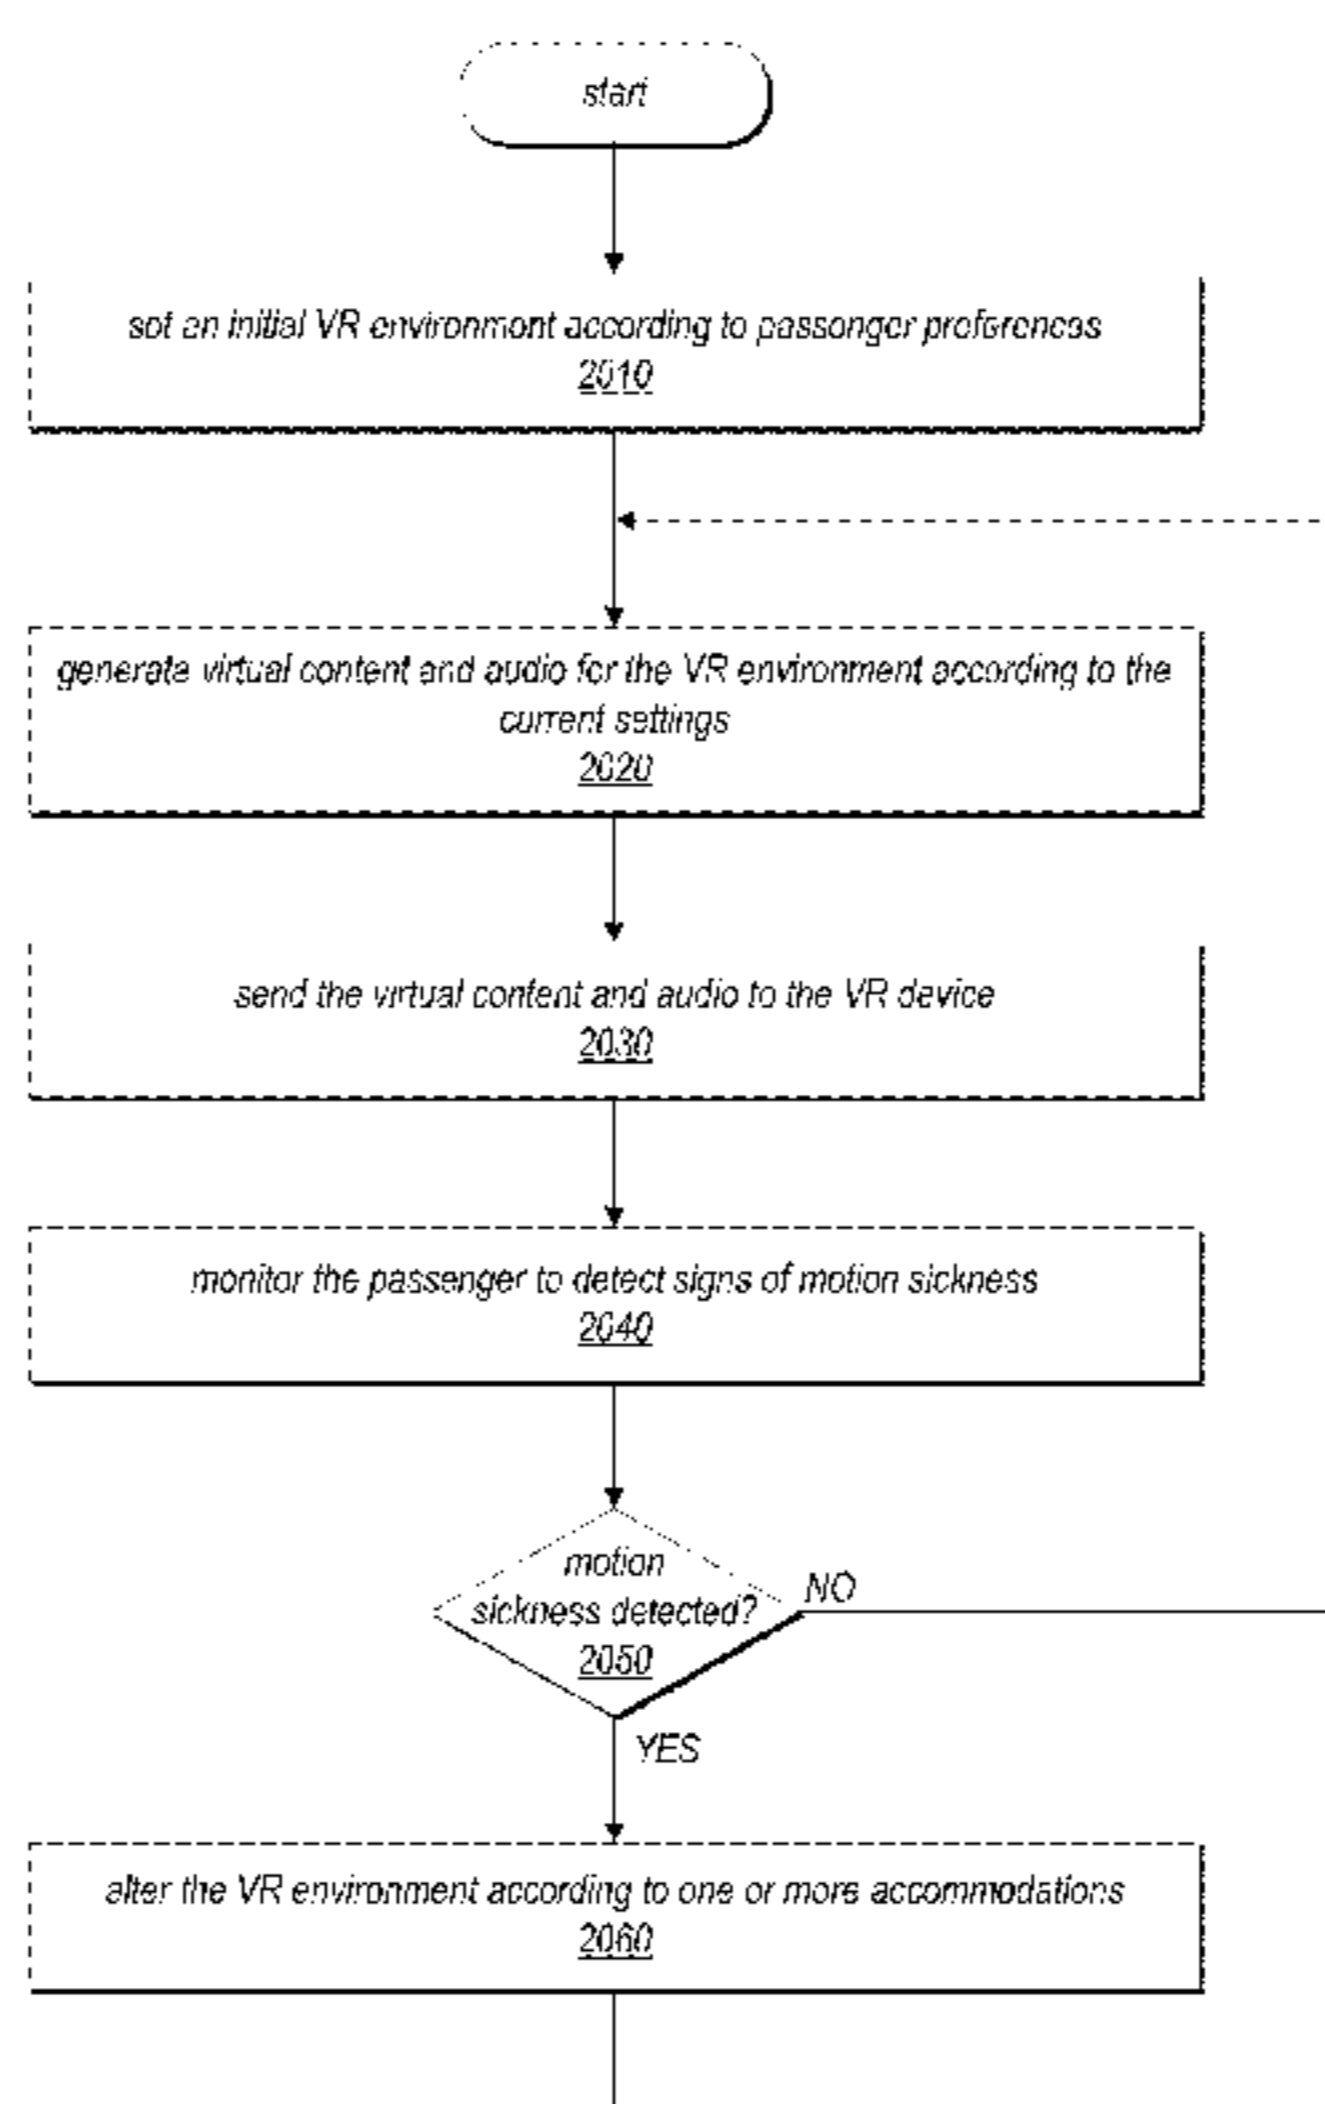 start
set an initial VR environment according to passenger preferences
2010
generate virtual content and audio for the VR environment according to the
current settings
2020
send the virtual content and audio to the VR device
2030
monitor the passenger to detect signs of motion sickness
2040
motion
sickness detected?
2050
NO
YES
alter the VR environment according to one or more accommodations
2060